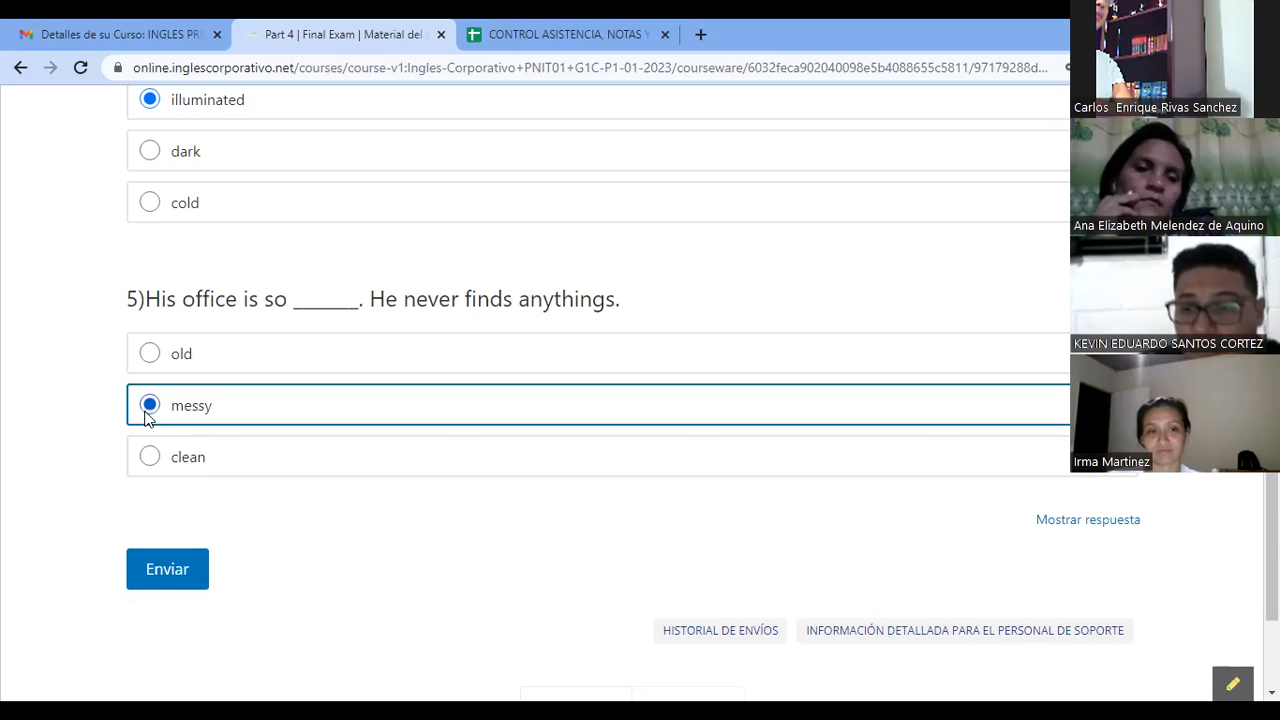 Detalles de su Curso: INGLES PRI
Part 4 | Final Exam | Material del c
CONTROL ASISTENCIA, NOTAS Y
online.inglescorporativo.net/courses/course-v1:Ingles-Corporativo+PNIT01+G1C-P1-01-2023/courseware/6032feca902040098e5b4088655c5811/97179288d...
illuminated
dark
cold
5)His office is so _______. He never finds anythings.
old
messy
clean
Mostrar respuesta
Enviar
HISTORIAL DE ENVÍOS
INFORMACIÓN DETALLADA PARA EL PERSONAL DE SOPORTE
Carlos Enrique Rivas Sanchez
Ana Elizabeth Melendez de Aquino
KEVIN EDUARDO SANTOS CORTEZ
Irma Martinez